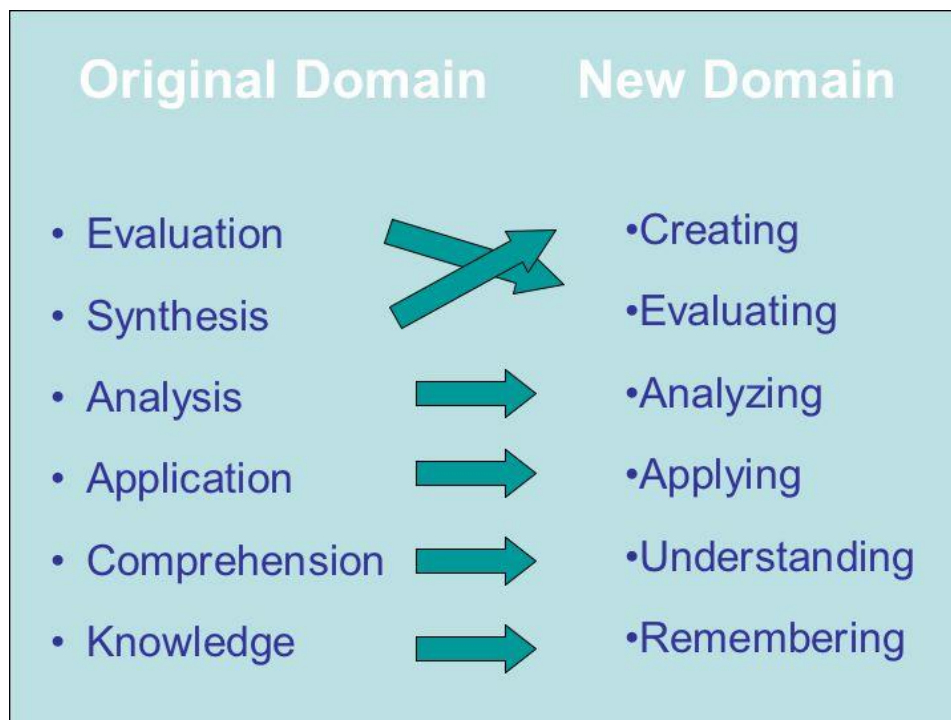 Original Domain
New Domain
• Evaluation
• Synthesis
• Analysis
• Application
• Comprehension
• Knowledge
•Creating
•Evaluating
•Analyzing
•Applying
•Understanding
•Remembering